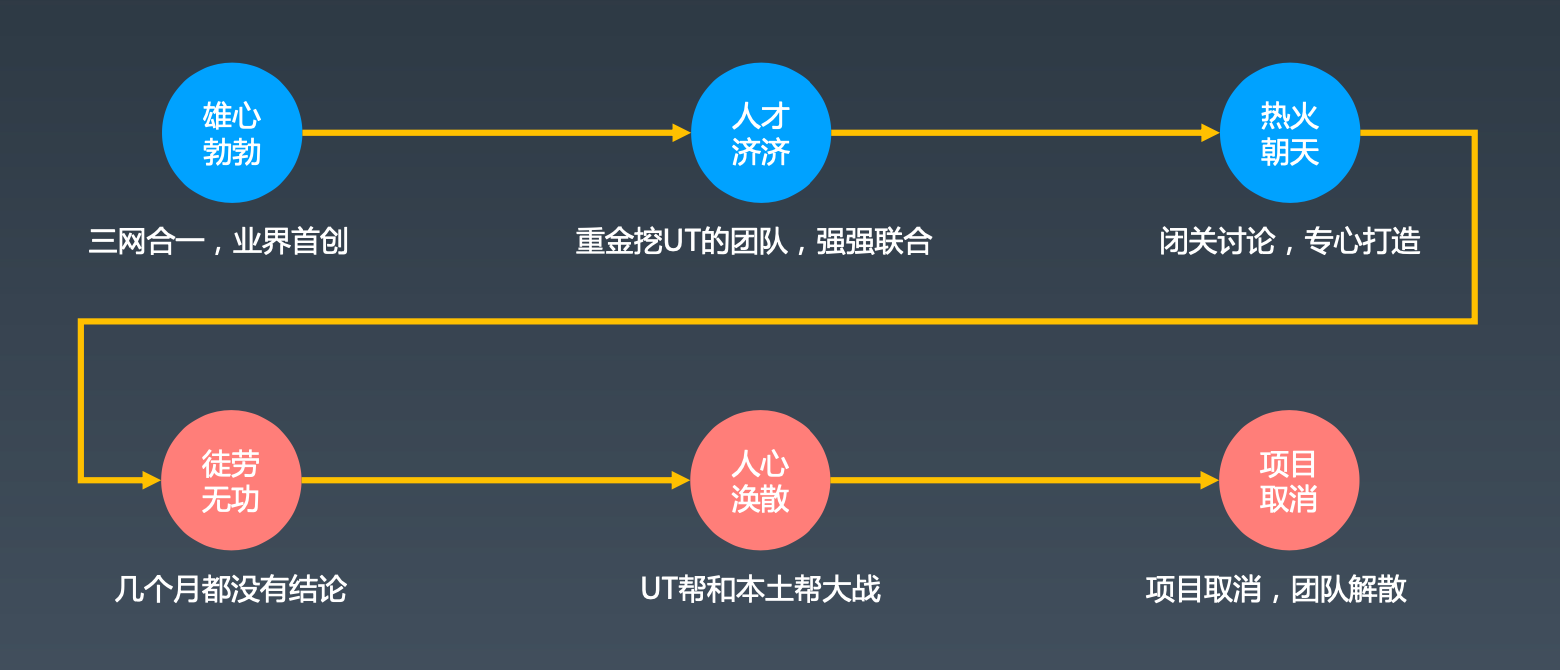 雄心
勃勃
三网合一，业界首创
人才
济济
重金挖UT的团队，强强联合
热火
朝天
闭关讨论，专心打造
徒劳
无功
几个月都没有结论
人心
涣散
UT帮和本土帮大战
项目
取消
项目取消，团队解散